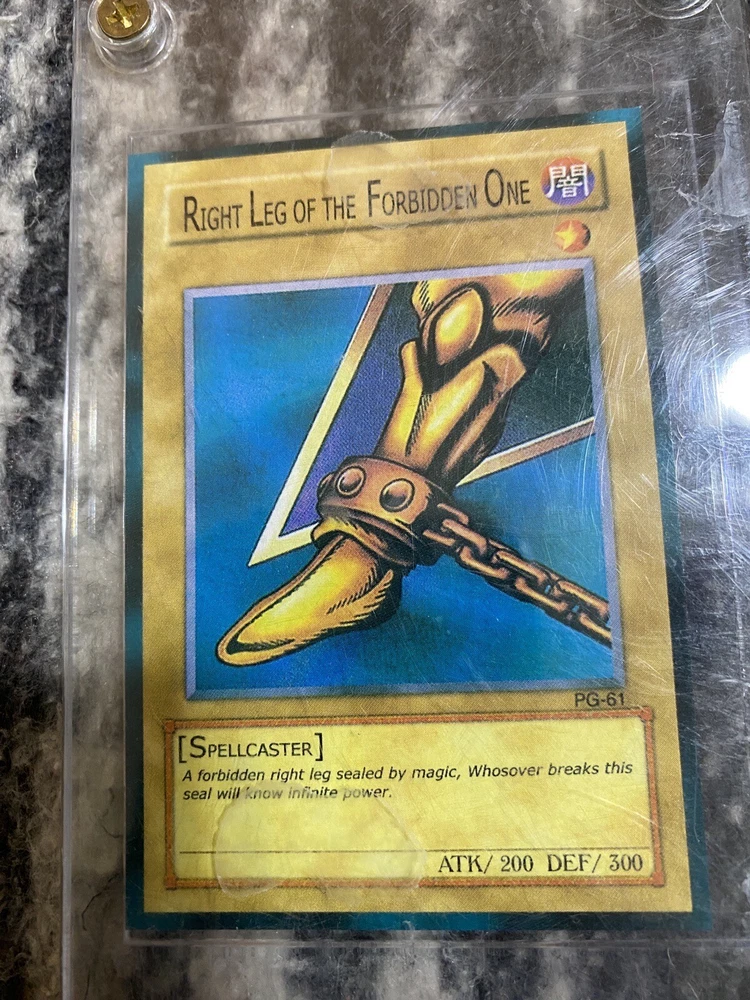 RIGHT LEG OF THE FORBIDDEN ONE 闇
PG-61
[SPELLCASTER]
A forbidden right leg sealed by magic, Whosover breaks this
seal will know infinite power.
ATK/ 200 DEF/ 300